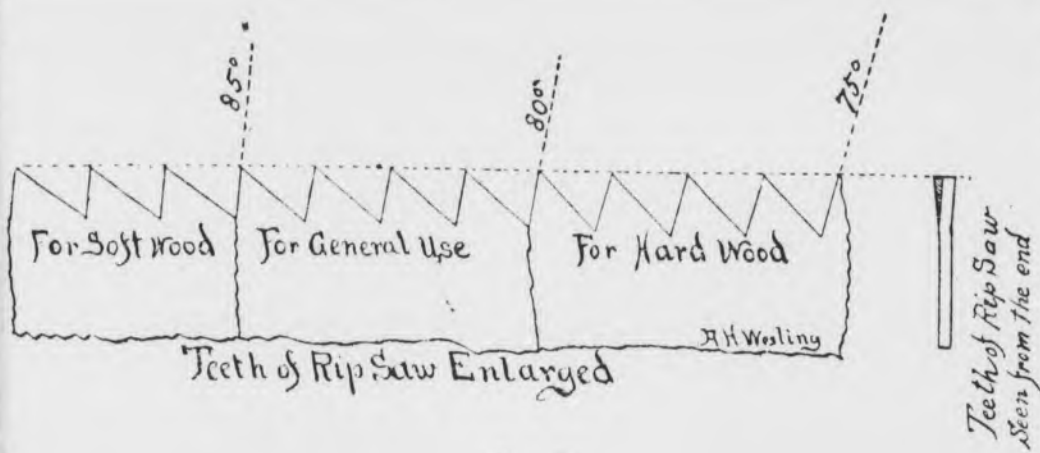 85°
80°
75°
For Soft Wood
For General Use
For Hard Wood
A H Wesling
Teeth of Rip Saw Enlarged
Teeth of Rip Saw
Seen from the end